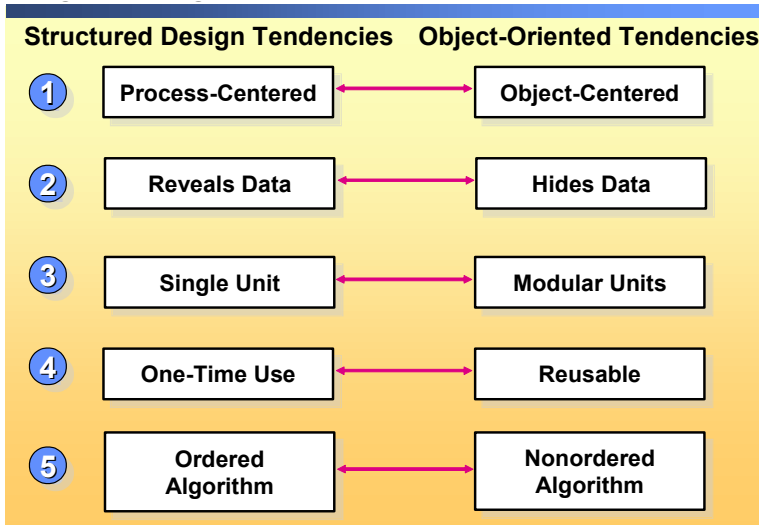 Structured Design Tendencies Object-Oriented Tendencies
1 Process-Centered Object-Centered
2 Reveals Data Hides Data
3 Single Unit Modular Units
4 One-Time Use Reusable
5 Ordered Nonordered
Algorithm Algorithm